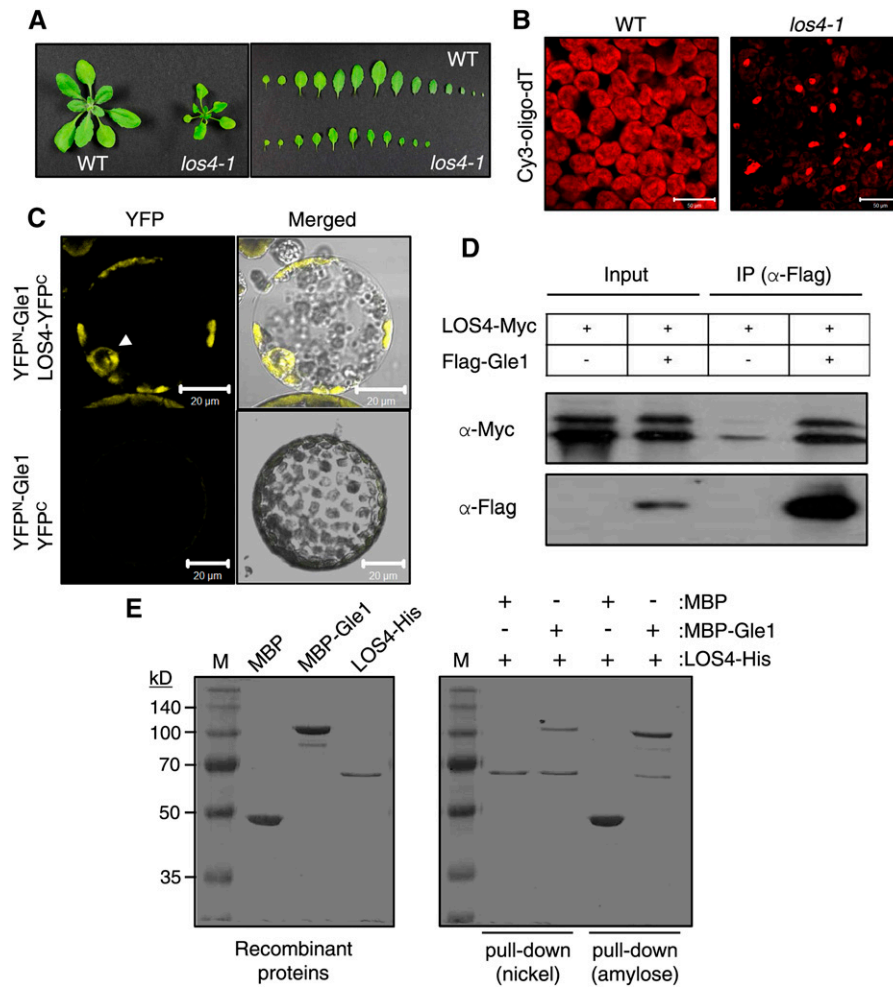 A
WT
los4-1
WT
los4-1
B
WT
los4-1
Cy3-oligo-dT
50 µm
50 µm
C
YFP
Merged
YFPᴺ-Gle1
LOS4-YFPᶜ
20 µm
20 µm
YFPᴺ-Gle1
YFPᶜ
20 µm
20 µm
D
Input
IP (α-Flag)
LOS4-Myc + + + +
Flag-Gle1 - + - +
α-Myc
α-Flag
E
kD
M MBP MBP-Gle1 LOS4-His
140
100
70
50
35
Recombinant
proteins
+ - + - :MBP
- + - + :MBP-Gle1
M + + + + :LOS4-His
pull-down
(nickel)
pull-down
(amylose)